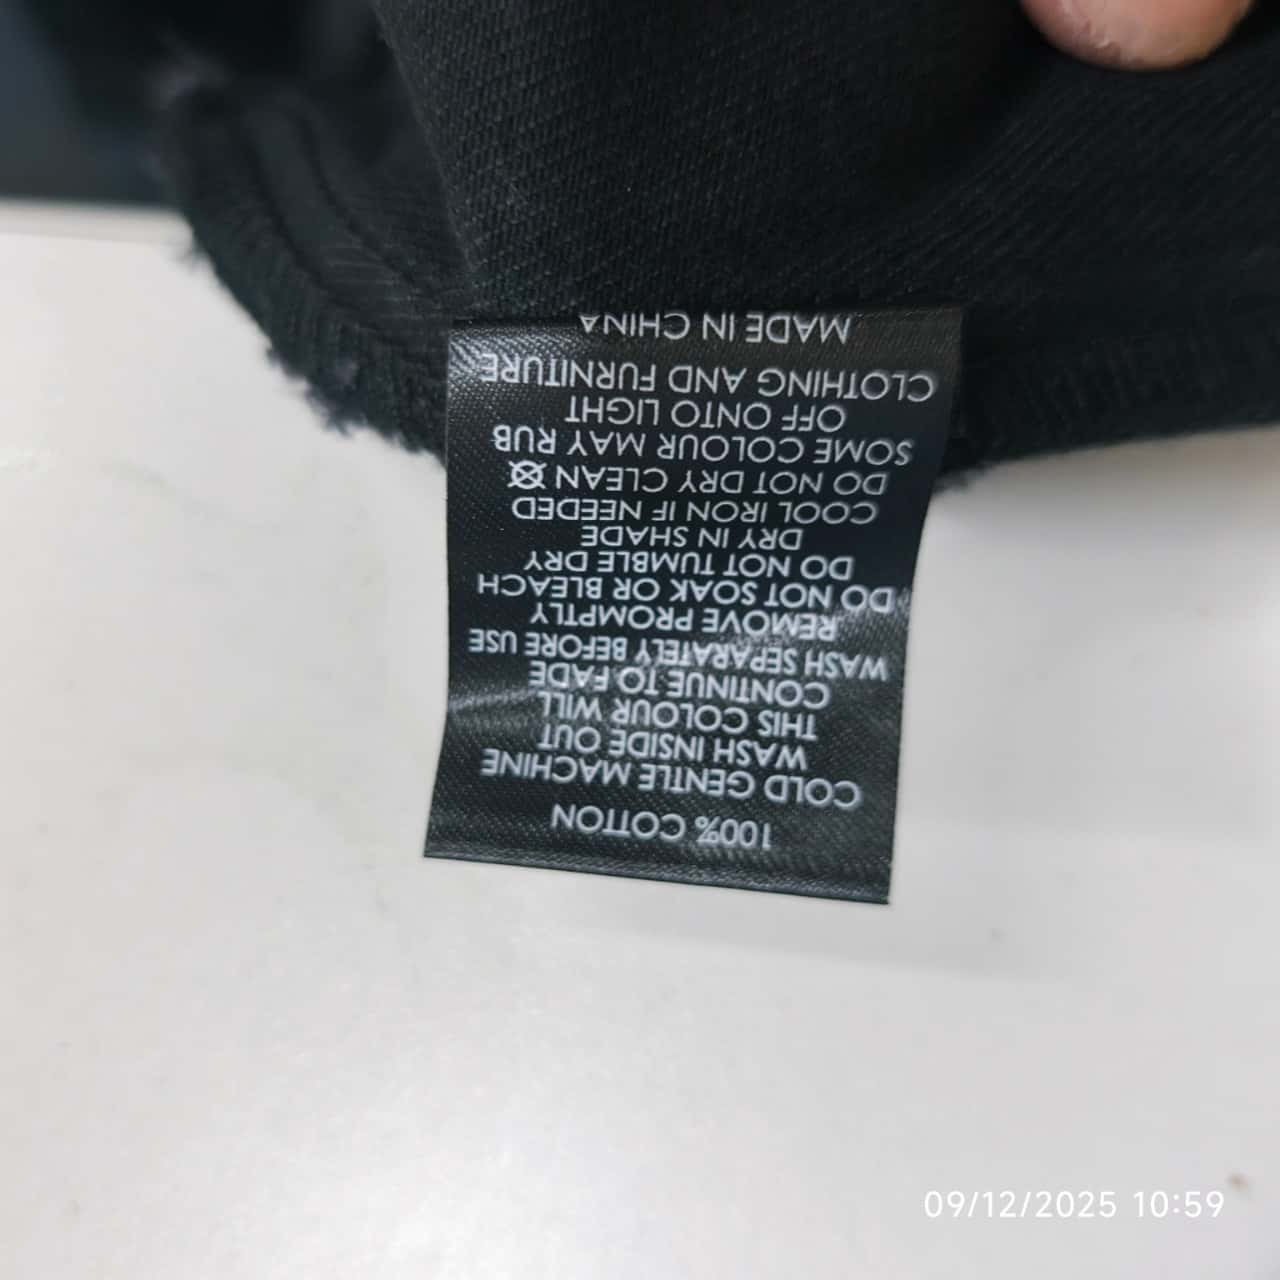 100% COTTON
COLD GENTLE MACHINE
WASH INSIDE OUT
THIS COLOUR WILL
CONTINUE TO FADE
WASH SEPARATELY BEFORE USE
REMOVE PROMPTLY
DO NOT SOAK OR BLEACH
DO NOT TUMBLE DRY
DRY IN SHADE
COOL IRON IF NEEDED
DO NOT DRY CLEAN
SOME COLOUR MAY RUB
OFF ONTO LIGHT
CLOTHING AND FURNITURE
MADE IN CHINA
09/12/2025 10:59